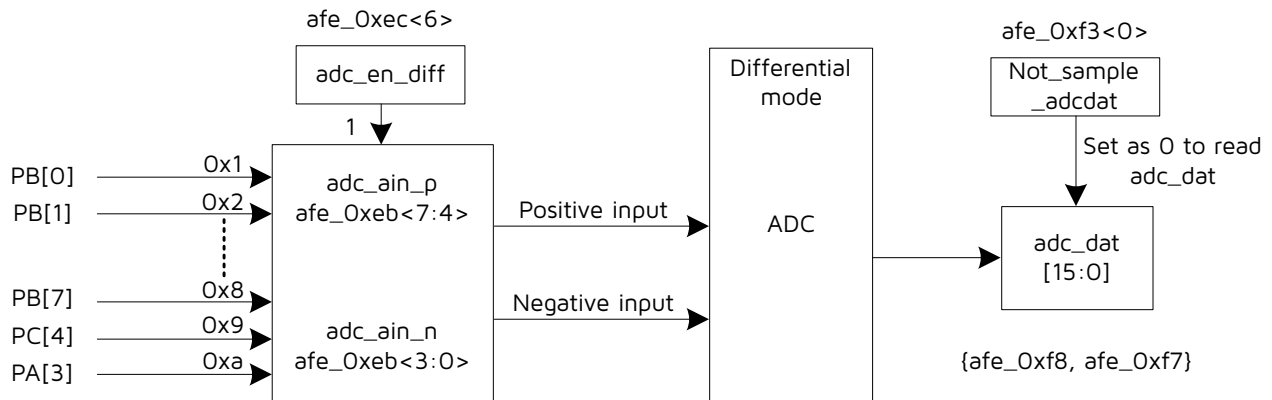 afe_0xec<6>
adc_en_diff
1
afe_0xf3<0>
Not_sample
_adcdat
Set as 0 to read
adc_dat
PB[0]
0x1
PB[1]
0x2
PB[7]
0x8
PC[4]
0x9
PA[3]
0xa
adc_ain_p
afe_0xeb<7:4>
adc_ain_n
afe_0xeb<3:0>
Positive input
Negative input
Differential
mode
ADC
adc_dat
[15:0]
{afe_0xf8, afe_0xf7}